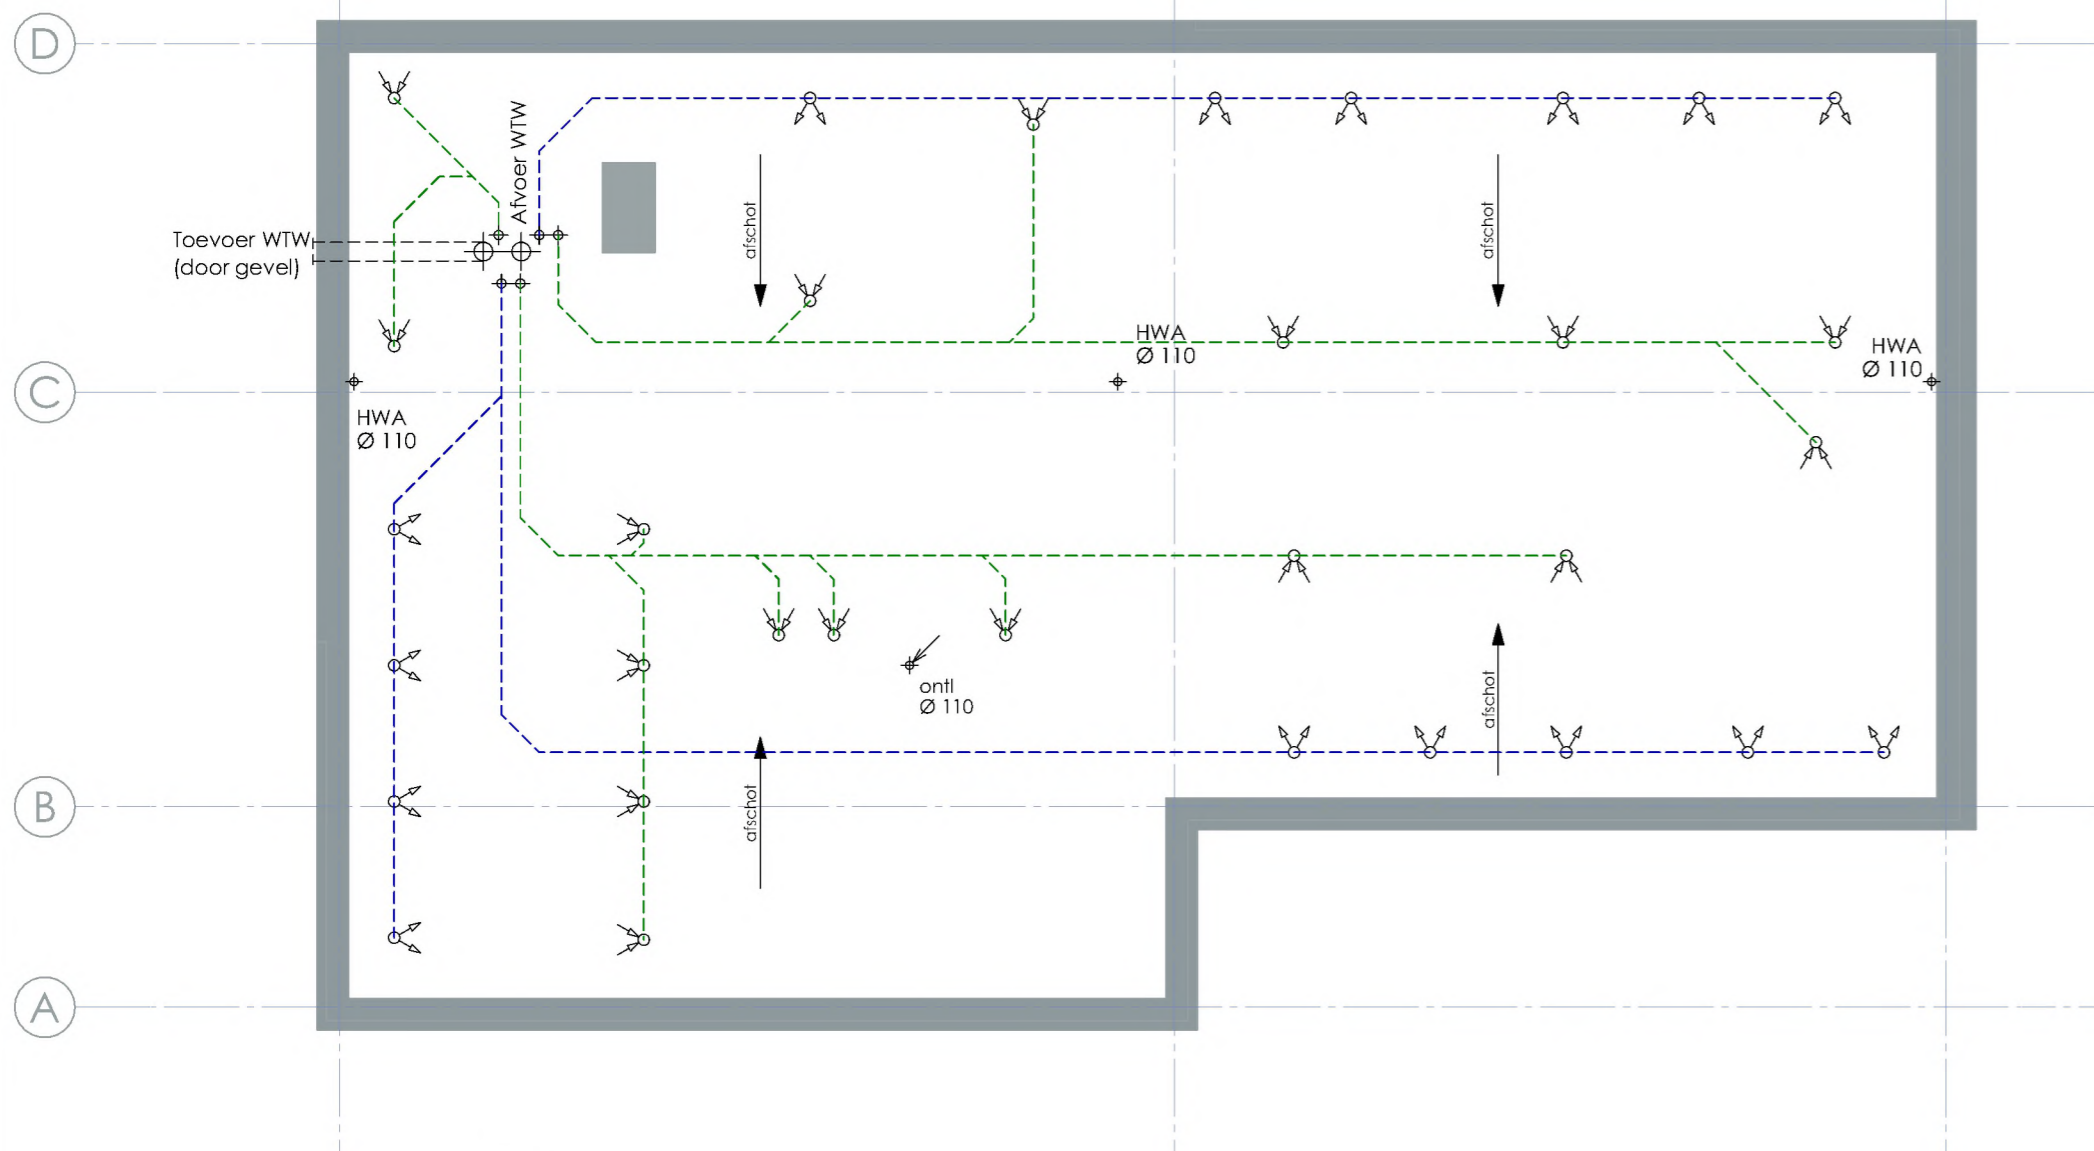 D
Afvoer WTW
Toevoer WTW
(door gevel)
afschot
afschot
HWA
Ø 110
HWA
Ø 110
C
HWA
Ø 110
ontl
Ø 110
afschot
afschot
B
A